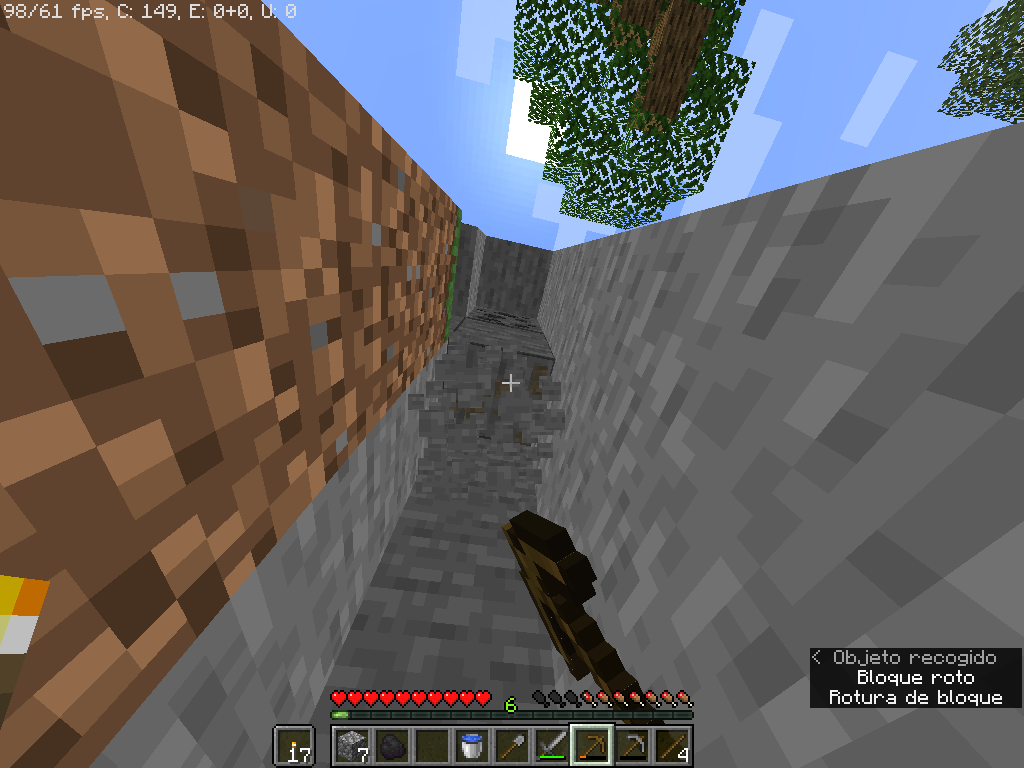 98/61 fps, C: 149, E: 0+0, U: 0
< Objeto recogido
Bloque roto
Rotura de bloque
6
17
7
4